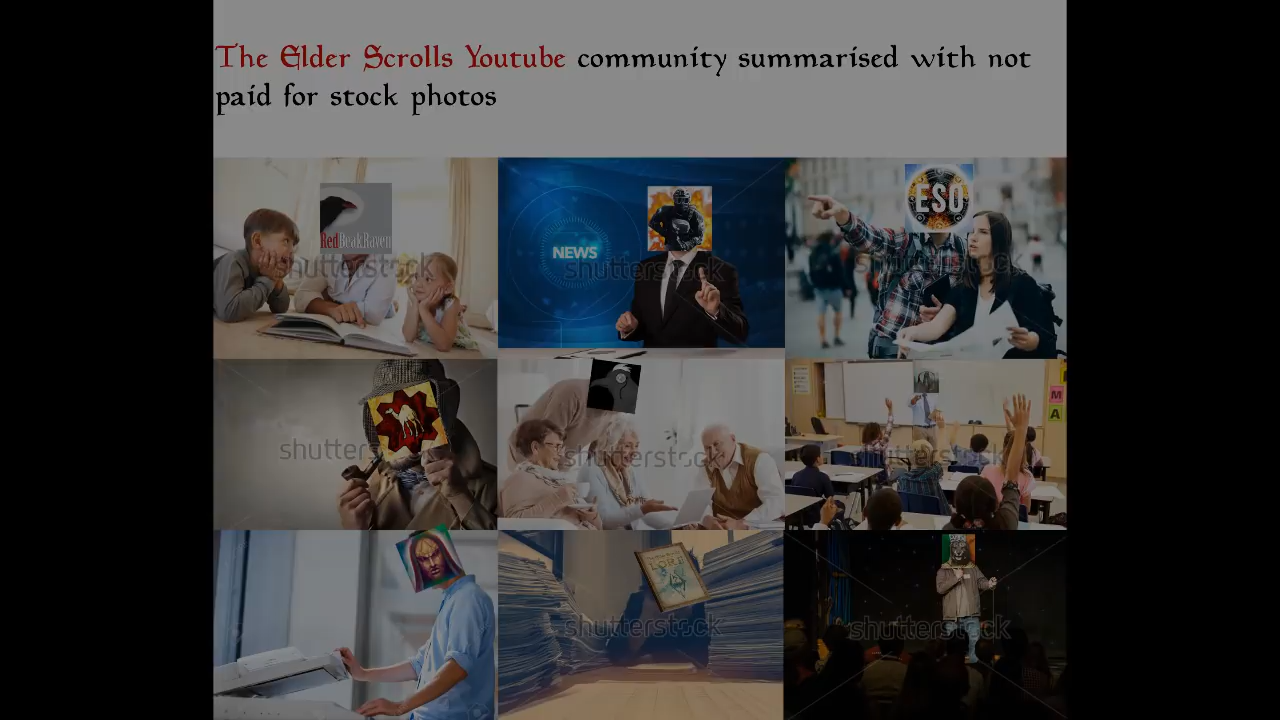 The Elder Scrolls Youtube community summarised with not
paid for stock photos
RedBeakRaven
NEWS
ESO
shutterstock
shutterstock
shutterstock
shutterstock
shutterstock
shutterstock
M
A
LORE
shutterstock
shutterstock